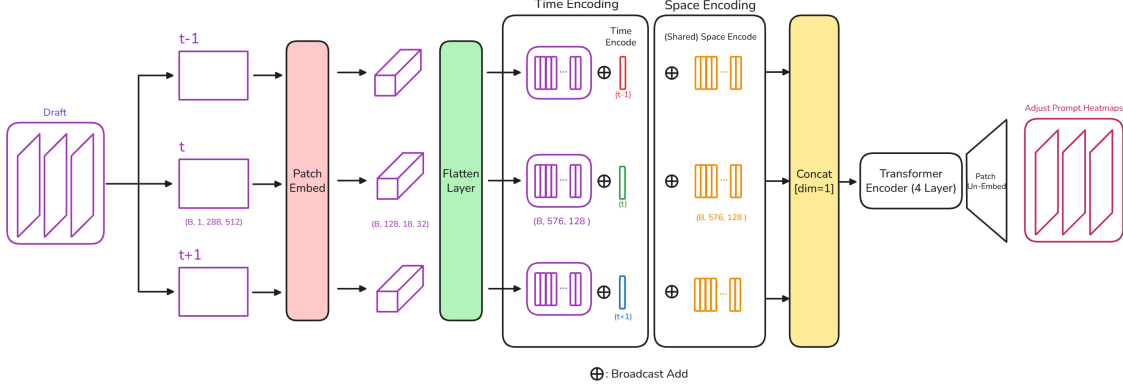 Time Encoding
Space Encoding
Draft
t-1
Time
Encode
(t-1)
(Shared) Space Encode
...
...
t
(B, 1, 288, 512)
Patch
Embed
(B, 128, 18, 32)
Flatten
Layer
...
(B, 576, 128 )
(t)
...
(B, 576, 128 )
Concat
[dim=1]
Transformer
Encoder (4 Layer)
Patch
Un-Embed
Adjust Prompt Heatmaps
t+1
...
(t+1)
...
: Broadcast Add